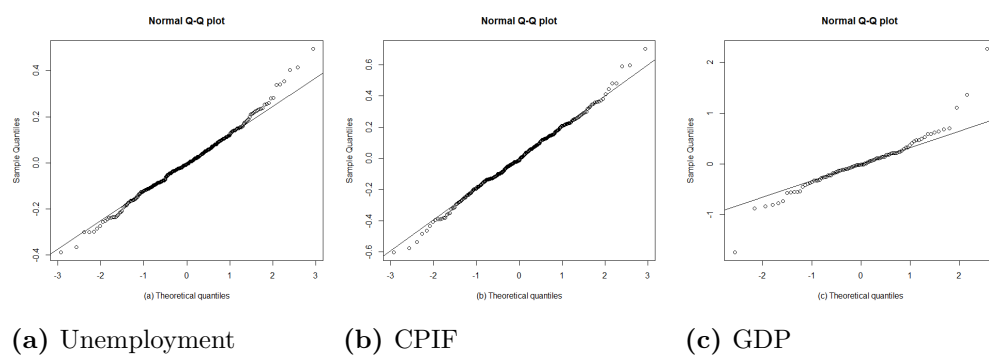 Normal Q-Q plot
Sample Quantiles
0.4
0.2
0.0
-0.2
-0.4
-3 -2 -1 0 1 2 3
(a) Theoretical quantiles
(a) Unemployment
Normal Q-Q plot
Sample Quantiles
0.6
0.4
0.2
0.0
-0.2
-0.4
-0.6
-3 -2 -1 0 1 2 3
(b) Theoretical quantiles
(b) CPIF
Normal Q-Q plot
Sample Quantiles
2
1
0
-1
-2 -1 0 1 2
(c) Theoretical quantiles
(c) GDP